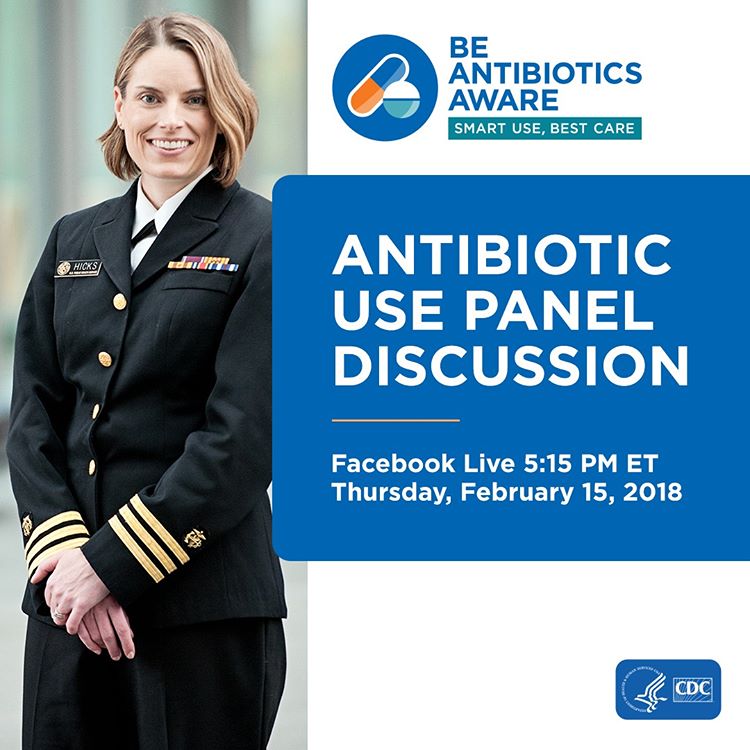 BE
ANTIBIOTICS
AWARE
SMART USE, BEST CARE
HICKS
ANTIBIOTIC
USE PANEL
DISCUSSION
Facebook Live 5:15 PM ET
Thursday, February 15, 2018
CDC